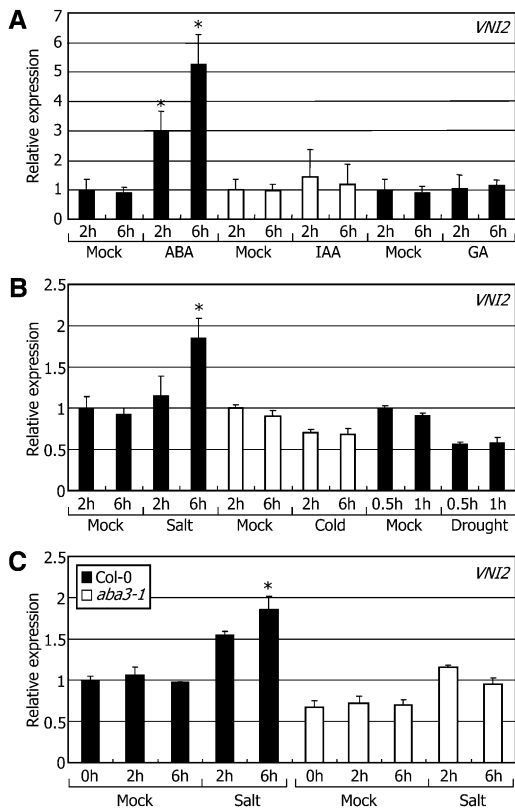 A
VNI2
Relative expression
7
6
5
4
3
2
1
0
* *
2h 6h 2h 6h 2h 6h 2h 6h 2h 6h 2h 6h
Mock ABA Mock IAA Mock GA
B
VNI2
Relative expression
2.5
2
1.5
1
0.5
0
*
2h 6h 2h 6h 2h 6h 2h 6h 0.5h 1h 0.5h 1h
Mock Salt Mock Cold Mock Drought
C
VNI2
Col-0
aba3-1
Relative expression
2.5
2
1.5
1
0.5
0
*
0h 2h 6h 2h 6h 0h 2h 6h 2h 6h
Mock Salt Mock Salt